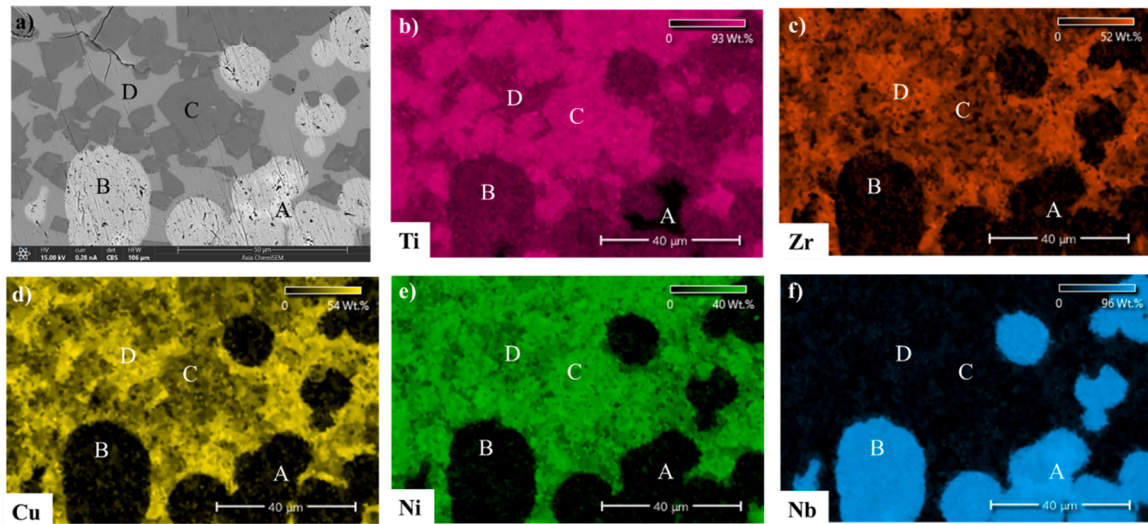 a)
D
C
B
A
HV cur det HFW
15.00 kV 0.28 nA CBS 106 µm
50 µm
Axia ChemiSEM
b)
0 93 Wt.%
D
C
B
A
Ti
40 µm
c)
0 52 Wt.%
D
C
B
A
Zr
40 µm
d)
0 54 Wt.%
D
C
B
A
Cu
40 µm
e)
0 40 Wt.%
D
C
B
A
Ni
40 µm
f)
0 96 Wt.%
D
C
B
A
Nb
40 µm